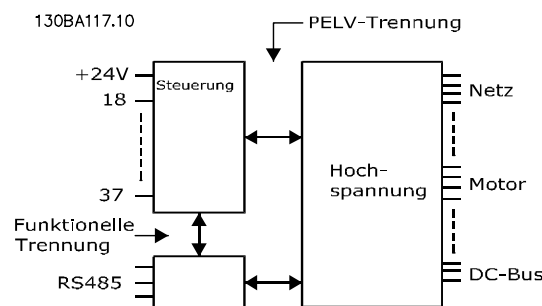 130BA117.10
PELV-Trennung
+24V
Steuerung
18
Netz
Hoch-
spannung
37
Motor
Funktionelle
Trennung
RS485
DC-Bus